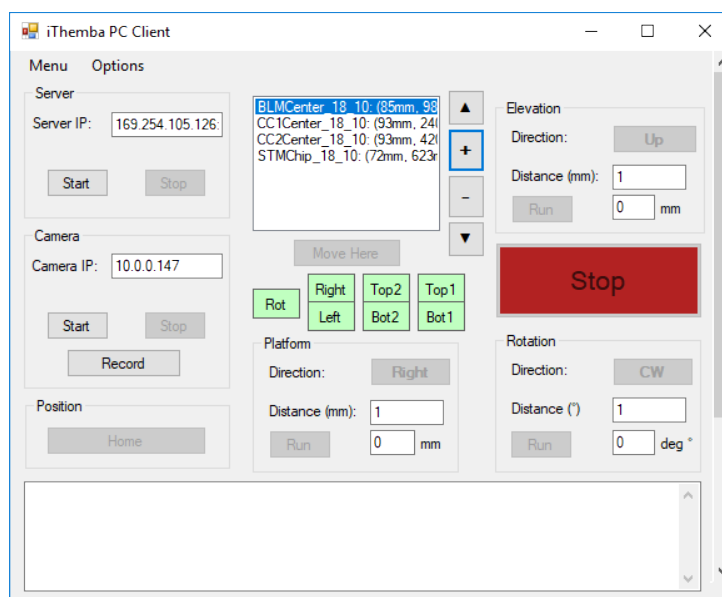 iThemba PC Client
Menu Options
Server
Server IP: 169.254.105.126:
Start Stop
Camera
Camera IP: 10.0.0.147
Start Stop
Record
Position
Home
BLMCenter_18_10: (85mm, 98
CC1Center_18_10: (93mm, 240
CC2Center_18_10: (93mm, 420
STMChip_18_10: (72mm, 623m
▲
+
-
▼
Move Here
Rot
Right Top2 Top1
Left Bot2 Bot1
Platform
Direction: Right
Distance (mm): 1
Run 0 mm
Elevation
Direction: Up
Distance (mm): 1
Run 0 mm
Stop
Rotation
Direction: CW
Distance (°) 1
Run 0 deg °